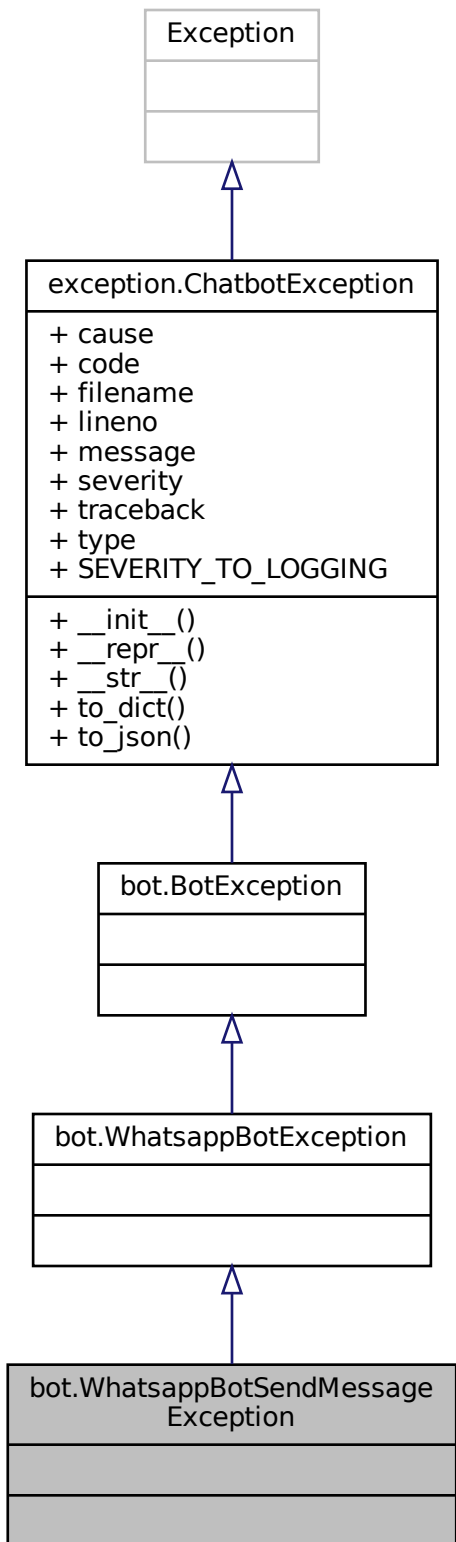 Exception
exception.ChatbotException
+ cause
+ code
+ filename
+ lineno
+ message
+ severity
+ traceback
+ type
+ SEVERITY_TO_LOGGING
+ __init__()
+ __repr__()
+ __str__()
+ to_dict()
+ to_json()
bot.BotException
bot.WhatsappBotException
bot.WhatsappBotSendMessage
Exception